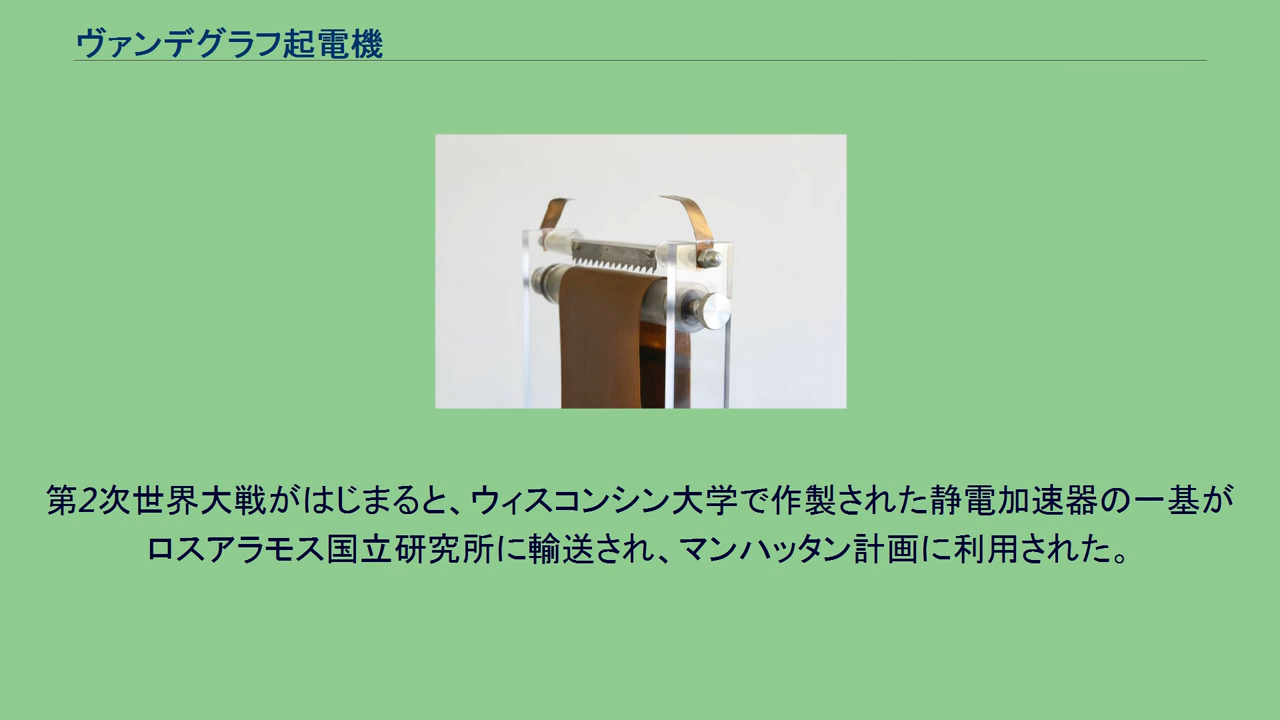 ヴァンデグラフ起電機
第2次世界大戦がはじまると、ウィスコンシン大学で作製された静電加速器の一基が
ロスアラモス国立研究所に輸送され、マンハッタン計画に利用された。